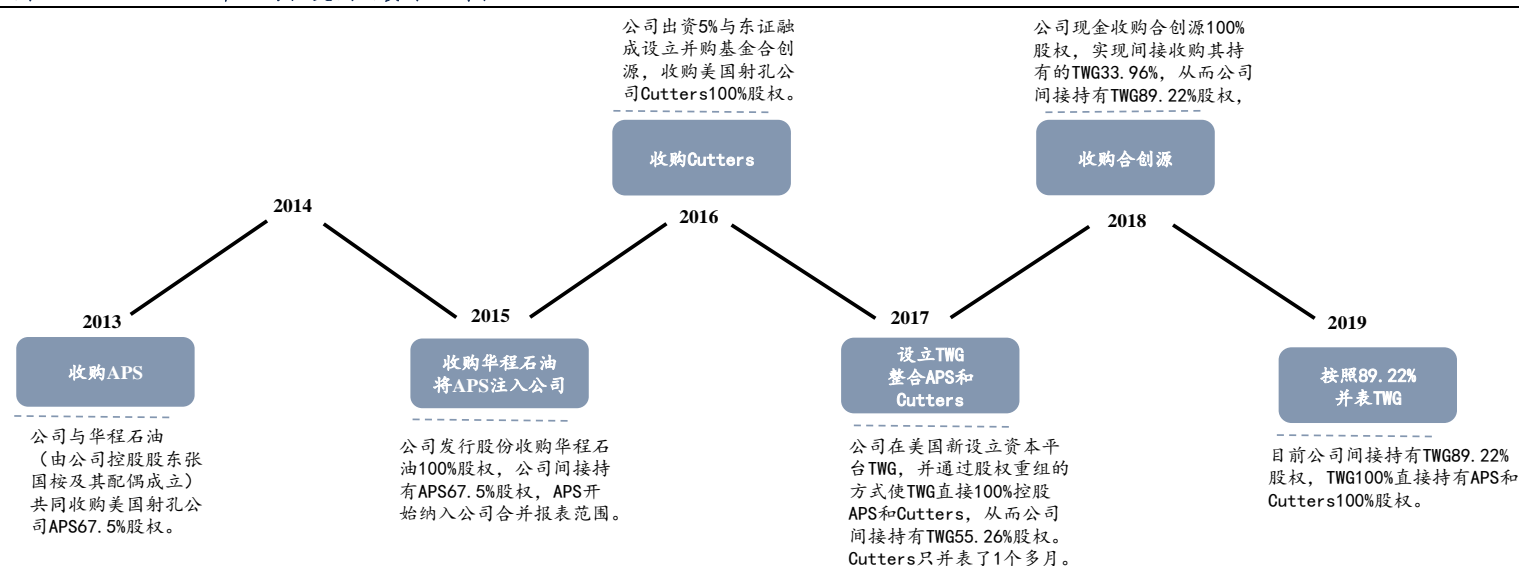 公司出资5%与东证融
成设立并购基金合创
源，收购美国射孔公
司Cutters100%股权。
收购Cutters
公司现金收购合创源100%
股权，实现间接收购其持
有的TWG33.96%，从而公司
间接持有TWG89.22%股权，
收购合创源
2014
2016
2018
2013
收购APS
公司与华程石油
（由公司控股股东张
国桉及其配偶成立）
共同收购美国射孔公
司APS67.5%股权。
2015
收购华程石油
将APS注入公司
公司发行股份收购华程石
油100%股权，公司间接持
有APS67.5%股权，APS开
始纳入公司合并报表范围。
2017
设立TWG
整合APS和
Cutters
公司在美国新设立资本平
台TWG，并通过股权重组的
方式使TWG直接100%控股
APS和Cutters，从而公司
间接持有TWG55.26%股权。
Cutters只并表了1个多月。
2019
按照89.22%
并表TWG
目前公司间接持有TWG89.22%
股权，TWG100%直接持有APS和
Cutters100%股权。